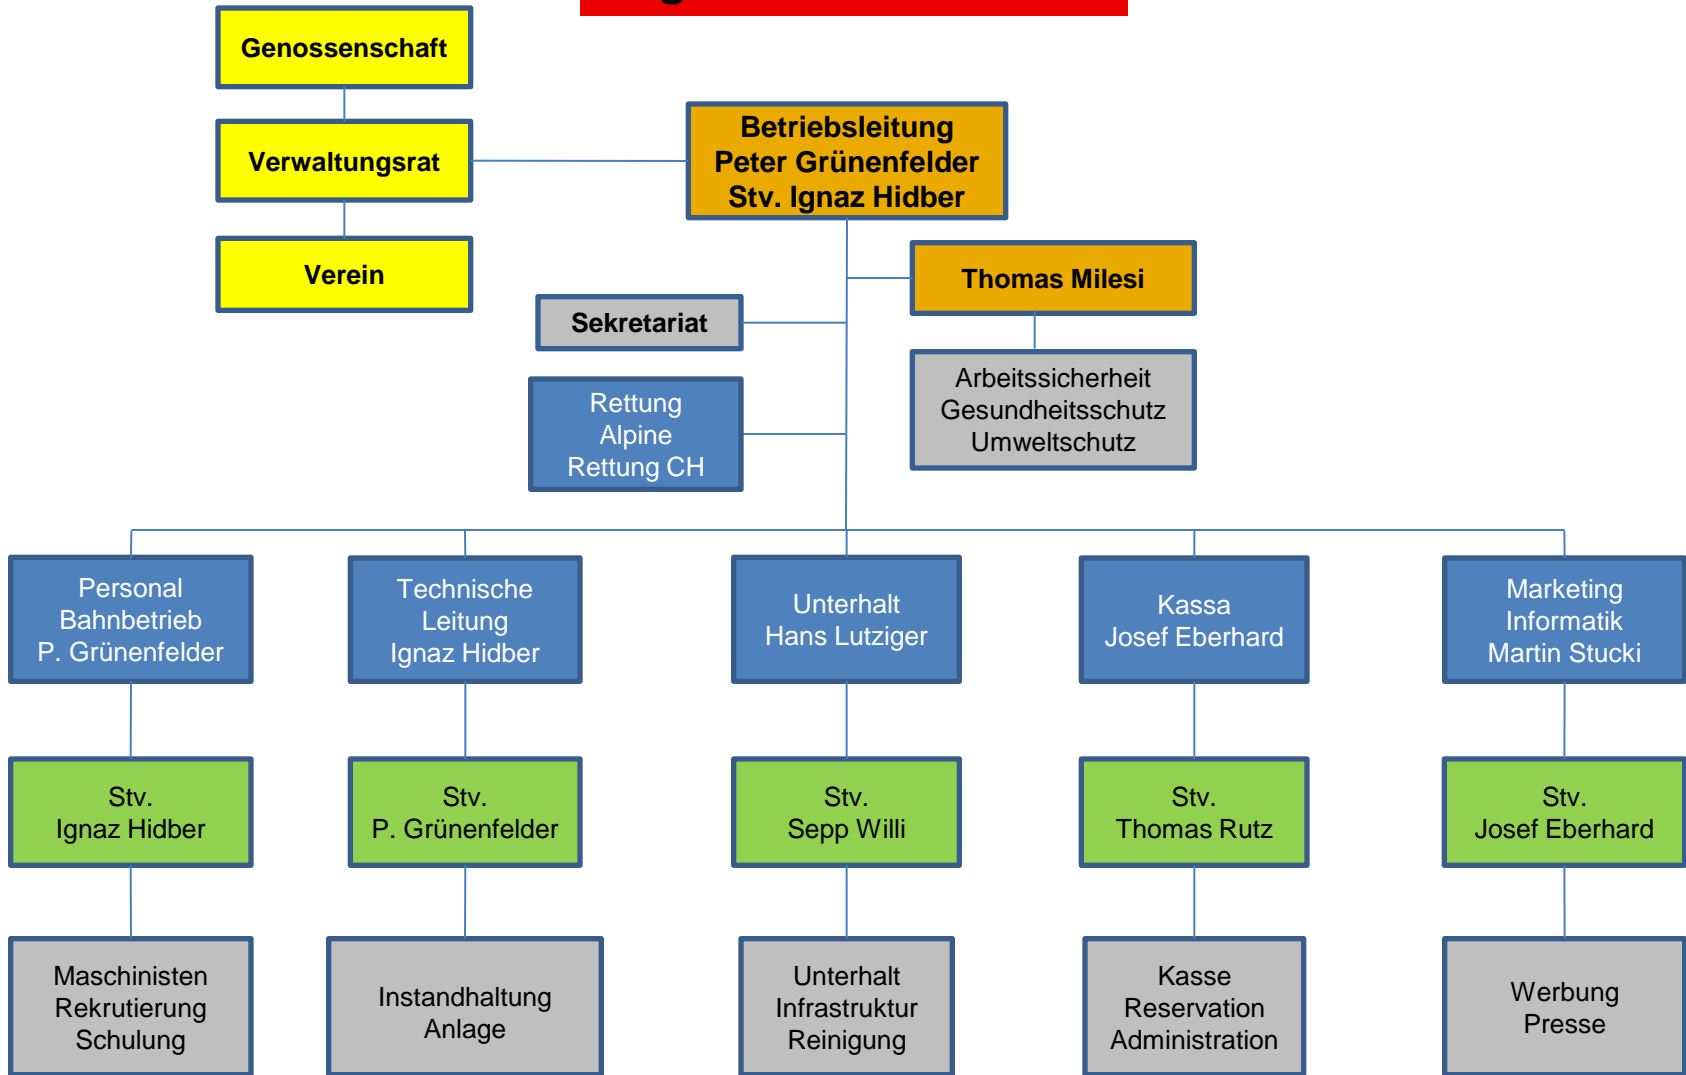 Genossenschaft
Verwaltungsrat
Verein
Betriebsleitung
Peter Grünenfelder
Stv. Ignaz Hidber
Thomas Milesi
Sekretariat
Arbeitssicherheit
Gesundheitsschutz
Umweltschutz
Rettung
Alpine
Rettung CH
Personal
Bahnbetrieb
P. Grünenfelder
Technische
Leitung
Ignaz Hidber
Unterhalt
Hans Lutziger
Kassa
Josef Eberhard
Marketing
Informatik
Martin Stucki
Stv.
Ignaz Hidber
Stv.
P. Grünenfelder
Stv.
Sepp Willi
Stv.
Thomas Rutz
Stv.
Josef Eberhard
Maschinisten
Rekrutierung
Schulung
Instandhaltung
Anlage
Unterhalt
Infrastruktur
Reinigung
Kasse
Reservation
Administration
Werbung
Presse